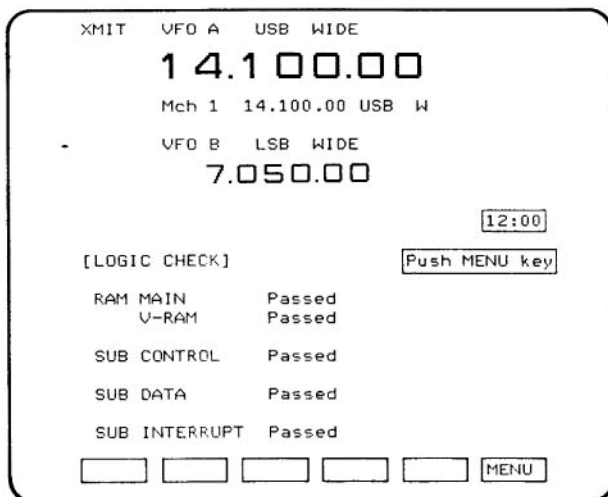 XMIT VFO A USB WIDE
14.100.00
Mch 1 14.100.00 USB W
VFO B LSB WIDE
7.050.00
12:00
[LOGIC CHECK] Push MENU key
RAM MAIN Passed
V-RAM Passed
SUB CONTROL Passed
SUB DATA Passed
SUB INTERRUPT Passed
MENU